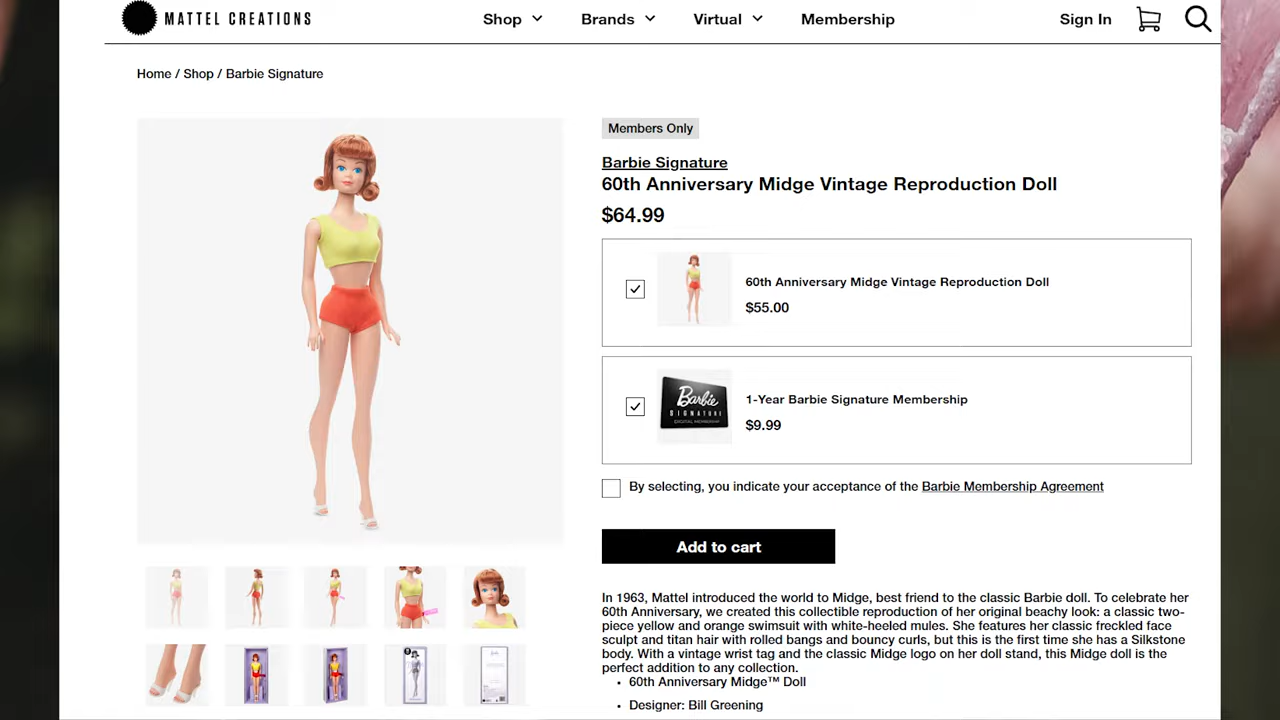 MATTEL CREATIONS
Shop
Brands
Virtual
Membership
Sign In
Home / Shop / Barbie Signature
Members Only
Barbie Signature
60th Anniversary Midge Vintage Reproduction Doll
$64.99
60th Anniversary Midge Vintage Reproduction Doll
$55.00
Barbie
SIGNATURE
DIGITAL MEMBERSHIP
1-Year Barbie Signature Membership
$9.99
By selecting, you indicate your acceptance of the Barbie Membership Agreement
Add to cart
In 1963, Mattel introduced the world to Midge, best friend to the classic Barbie doll. To celebrate her
60th Anniversary, we created this collectible reproduction of her original beachy look: a classic two-
piece yellow and orange swimsuit with white-heeled mules. She features her classic freckled face
sculpt and titan hair with rolled bangs and bouncy curls, but this is the first time she has a Silkstone
body. With a vintage wrist tag and the classic Midge logo on her doll stand, this Midge doll is the
perfect addition to any collection.
• 60th Anniversary Midge™ Doll
• Designer: Bill Greening